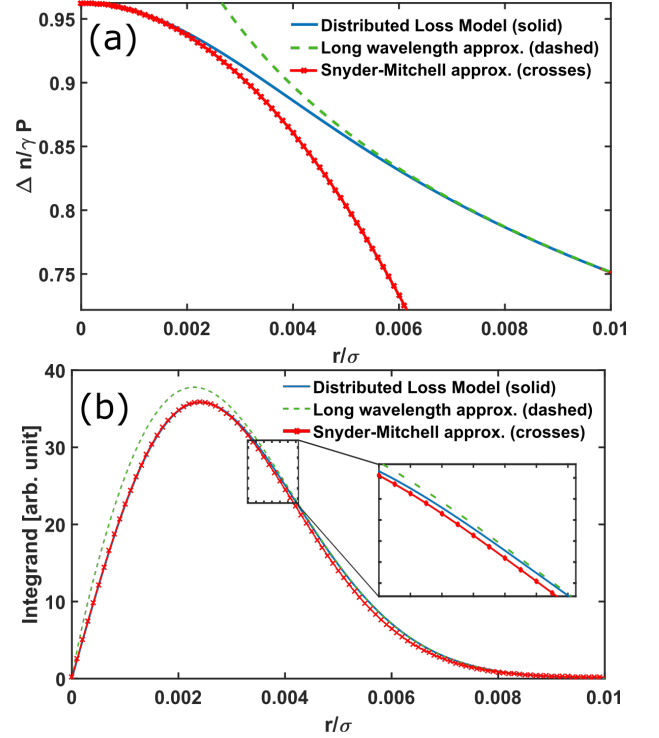 (a)
Distributed Loss Model (solid)
Long wavelength approx. (dashed)
Snyder-Mitchell approx. (crosses)
Δ n/γ P
0.95
0.9
0.85
0.8
0.75
0 0.002 0.004 0.006 0.008 0.01
r/σ
(b)
Distributed Loss Model (solid)
Long wavelength approx. (dashed)
Snyder-Mitchell approx. (crosses)
Integrand [arb. unit]
40
30
20
10
0
0 0.002 0.004 0.006 0.008 0.01
r/σ